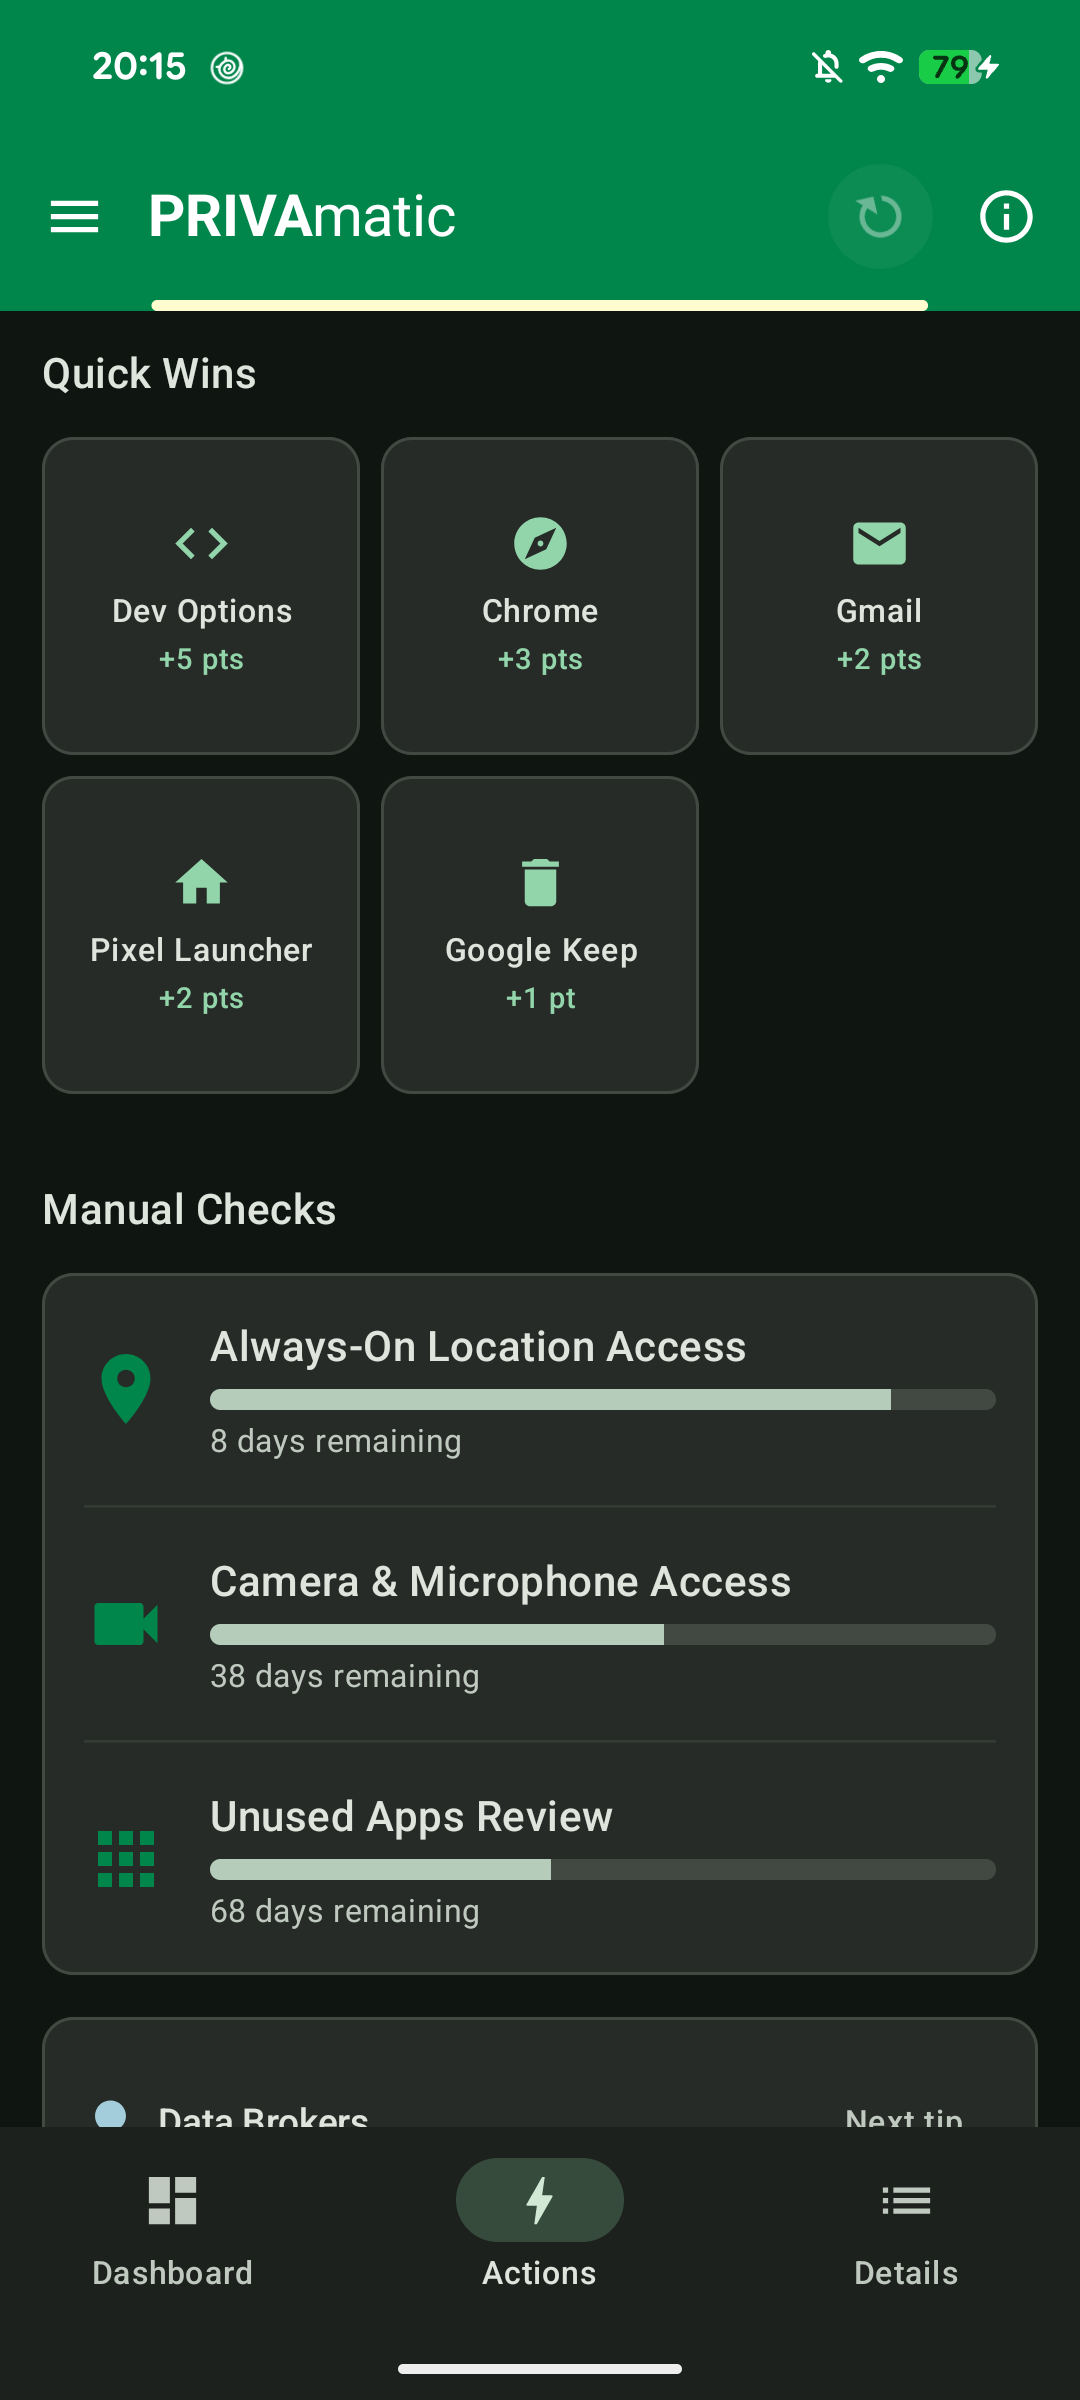 20:15
79
PRIVAmatic
Quick Wins
Dev Options
+5 pts
Chrome
+3 pts
Gmail
+2 pts
Pixel Launcher
+2 pts
Google Keep
+1 pt
Manual Checks
Always-On Location Access
8 days remaining
Camera & Microphone Access
38 days remaining
Unused Apps Review
68 days remaining
Data Brokers
Next tip
Dashboard
Actions
Details